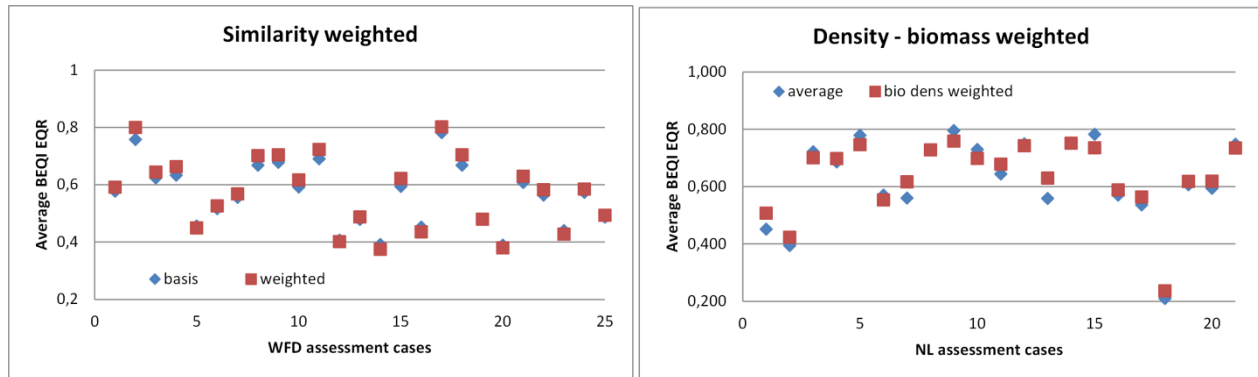 Similarity weighted
1
0,8
0,6
0,4
0,2
Average BEQI EQR
basis
weighted
0 5 10 15 20 25
WFD assessment cases
Density - biomass weighted
1,000
0,800
0,600
0,400
0,200
Average BEQI EQR
average
bio dens weighted
0 5 10 15 20
NL assessment cases